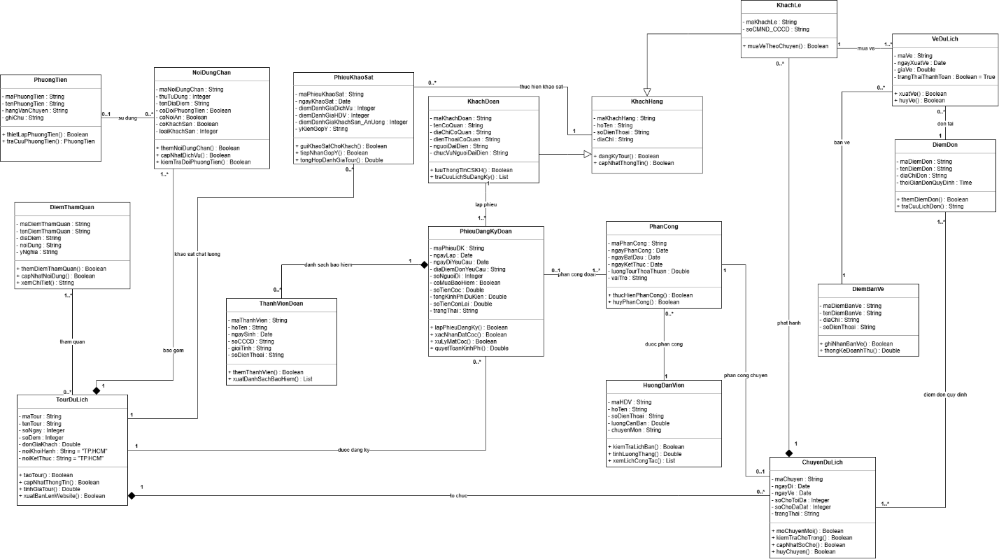 KhachLe
- maKhachLe : String
- soCMND_CCCD : String
+ muaVeTheoChuyen() : Boolean
1
mua ve
1..*
0..*
VeDuLich
- maVe : String
- ngayXuatVe : Date
- giaVe : Double
- trangThaiThanhToan : Boolean = True
+ xuatVe() : Boolean
+ huyVe() : Boolean
0..*
0..*
don tai
1
ban ve
1
PhuongTien
- maPhuongTien : String
- tenPhuongTien : String
- hangVanChuyen : String
- ghiChu : String
+ thietLapPhuongTien() : Boolean
+ traCuuPhuongTien() : PhuongTien
0..1
su dung
0..*
NoiDungChan
- maNoiDungChan : String
- thuTuDung : Integer
- tenDiaDiem : String
- coDoiPhuongTien : Boolean
- coNoiAn : Boolean
- coKhachSan : Boolean
- loaiKhachSan : Integer
+ themNoiDungChan() : Boolean
+ capNhatDichVu() : Boolean
+ kiemTraDoiPhuongTien() : Boolean
1..*
PhieuKhaoSat
- maPhieuKhaoSat : String
- ngayKhaoSat : Date
- diemDanhGiaDichVu : Integer
- diemDanhGiaHDV : Integer
- diemDanhGiaKhachSan_AnUong : Integer
- yKienGopY : String
+ guiKhaoSatChoKhach() : Boolean
+ tiepNhanGopY() : Boolean
+ tongHopDanhGiaTour() : Double
0..*
0..*
thuc hien khao sat
1
KhachDoan
- maKhachDoan : String
- tenCoQuan : String
- diaChiCoQuan : String
- dienThoaiCoQuan : String
- nguoiDaiDien : String
- chucVuNguoiDaiDien : String
+ luuThongTinCSKH() : Boolean
+ traCuuLichSuDangKy() : List
1
lap phieu
1..*
KhachHang
- maKhachHang : String
- hoTen : String
- soDienThoai : String
- diaChi : String
+ dangKyTour() : Boolean
+ capNhatThongTin() : Boolean
DiemDon
- maDiemDon : String
- tenDiemDon : String
- diaChiDon : String
- thoiGianDonQuyDinh : Time
+ themDiemDon() : Boolean
+ traCuuLichDon() : String
1..*
DiemThamQuan
- maDiemThamQuan : String
- tenDiemThamQuan : String
- diaDiem : String
- noiDung : String
- yNghia : String
+ themDiemThamQuan() : Boolean
+ capNhatNoiDung() : Boolean
+ xemChiTiet() : String
1..*
tham quan
0..*
khao sat chat luong
bao gom
1
danh sach bao hiem
1
0..*
ThanhVienDoan
- maThanhVien : String
- hoTen : String
- ngaySinh : Date
- soCCCD : String
- gioiTinh : String
- soDienThoai : String
+ themThanhVien() : Boolean
+ xuatDanhSachBaoHiem() : List
PhieuDangKyDoan
- maPhieuDK : String
- ngayLap : Date
- ngayDiYeuCau : Date
- diaDiemDonYeuCau : String
- soNguoiDi : Integer
- coMuaBaoHiem : Boolean
- soTienCoc : Double
- tongKinhPhiDuKien : Double
- soTienConLai : Double
- trangThai : String
+ lapPhieuDangKy() : Boolean
+ xacNhanDatCoc() : Boolean
+ xuLyMatCoc() : Boolean
+ quyetToanKinhPhi() : Double
0..*
0..1
phan cong doan
1..*
PhanCong
- maPhanCong : String
- ngayPhanCong : Date
- ngayBatDau : Date
- ngayKetThuc : Date
- luongTourThoaThuan : Double
- vaiTro : String
+ thucHienPhanCong() : Boolean
+ huyPhanCong() : Boolean
1
0..*
duoc phan cong
1
HuongDanVien
- maHDV : String
- hoTen : String
- soDienThoai : String
- luongCanBan : Double
- chuyenMon : String
+ kiemTraLichBan() : Boolean
+ tinhLuongThang() : Double
+ xemLichCongTac() : List
phan cong chuyen
0..1
phat hanh
1
DiemBanVe
- maDiemBanVe : String
- tenDiemBanVe : String
- diaChi : String
- soDienThoai : String
+ ghiNhanBanVe() : Boolean
+ thongKeDoanhThu() : Double
diem don quy dinh
TourDuLich
- maTour : String
- tenTour : String
- soNgay : Integer
- soDem : Integer
- donGiaKhach : Double
- noiKhoiHanh : String = "TP.HCM"
- noiKetThuc : String = "TP.HCM"
+ taoTour() : Boolean
+ capNhatThongTin() : Boolean
+ tinhGiaTour() : Double
+ xuatBanLenWebsite() : Boolean
1
1
duoc dang ky
1
to chuc
0..*
ChuyenDuLich
- maChuyen : String
- ngayDi : Date
- ngayVe : Date
- soChoToiDa : Integer
- soChoDaDat : Integer
- trangThai : String
+ moChuyenMoi() : Boolean
+ kiemTraChoTrong() : Boolean
+ capNhatSoCho() : Boolean
+ huyChuyen() : Boolean
1..*